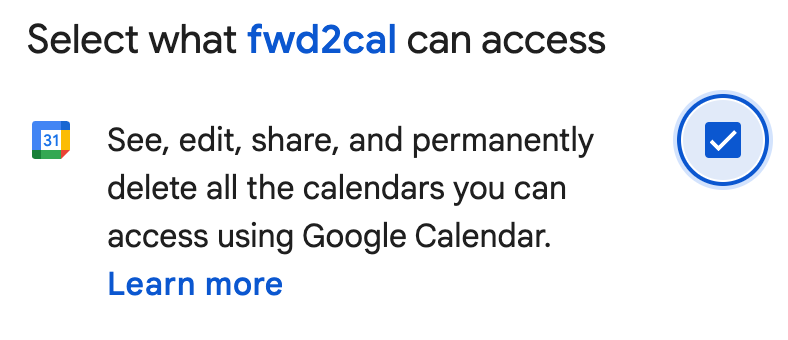 Select what fwd2cal can access
31
See, edit, share, and permanently
delete all the calendars you can
access using Google Calendar.
Learn more